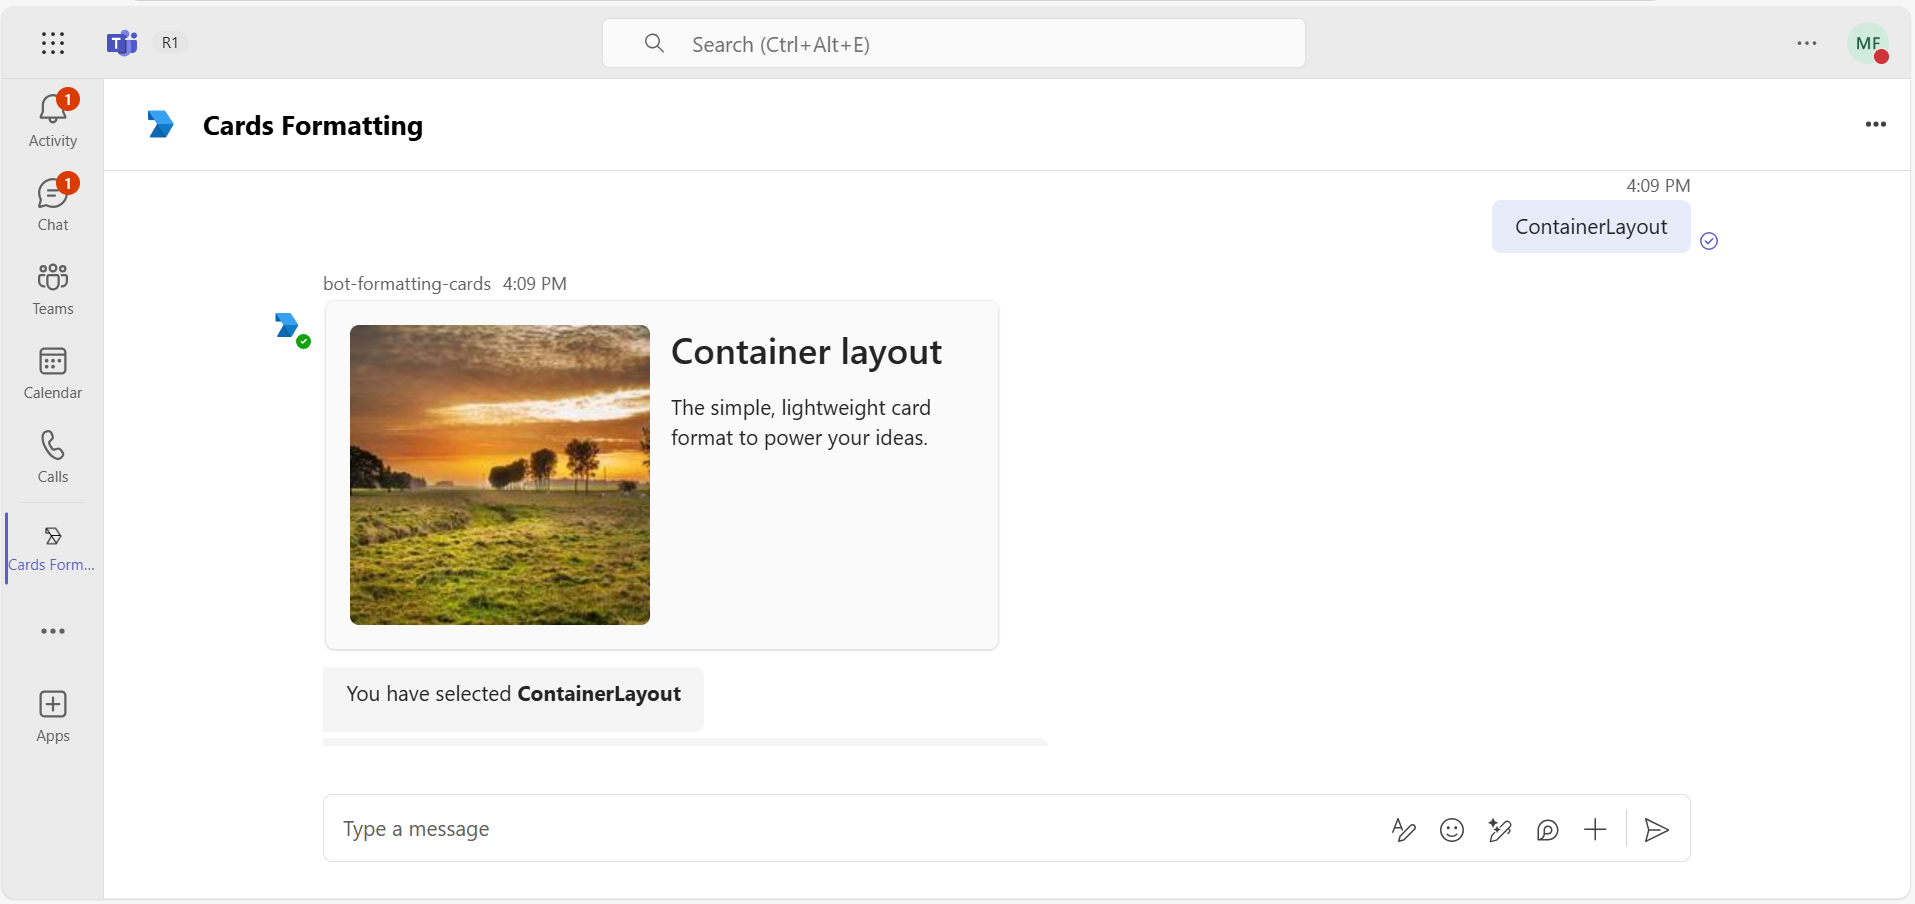 R1
Search (Ctrl+Alt+E)
MF
1
Activity
1
Chat
Teams
Calendar
Calls
Cards Form...
Apps
Cards Formatting
4:09 PM
ContainerLayout
bot-formatting-cards 4:09 PM
Container layout
The simple, lightweight card
format to power your ideas.
You have selected ContainerLayout
Type a message